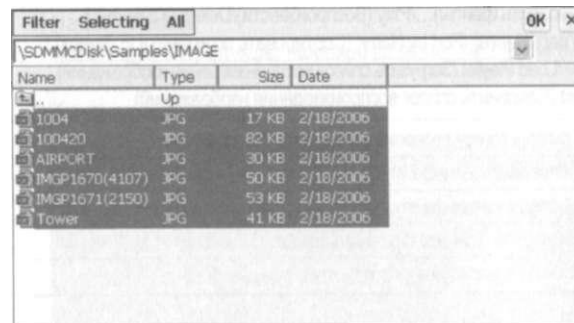 Filter Selecting All OK ×
\SDMMCDisk\Samples\IMAGE
Name Type Size Date
.. Up
1004 JPG 17 KB 2/18/2006
100420 JPG 82 KB 2/18/2006
AIRPORT JPG 30 KB 2/18/2006
IMGP1670(4107) JPG 50 KB 2/18/2006
IMGP1671(2150) JPG 53 KB 2/18/2006
Tower JPG 41 KB 2/18/2006